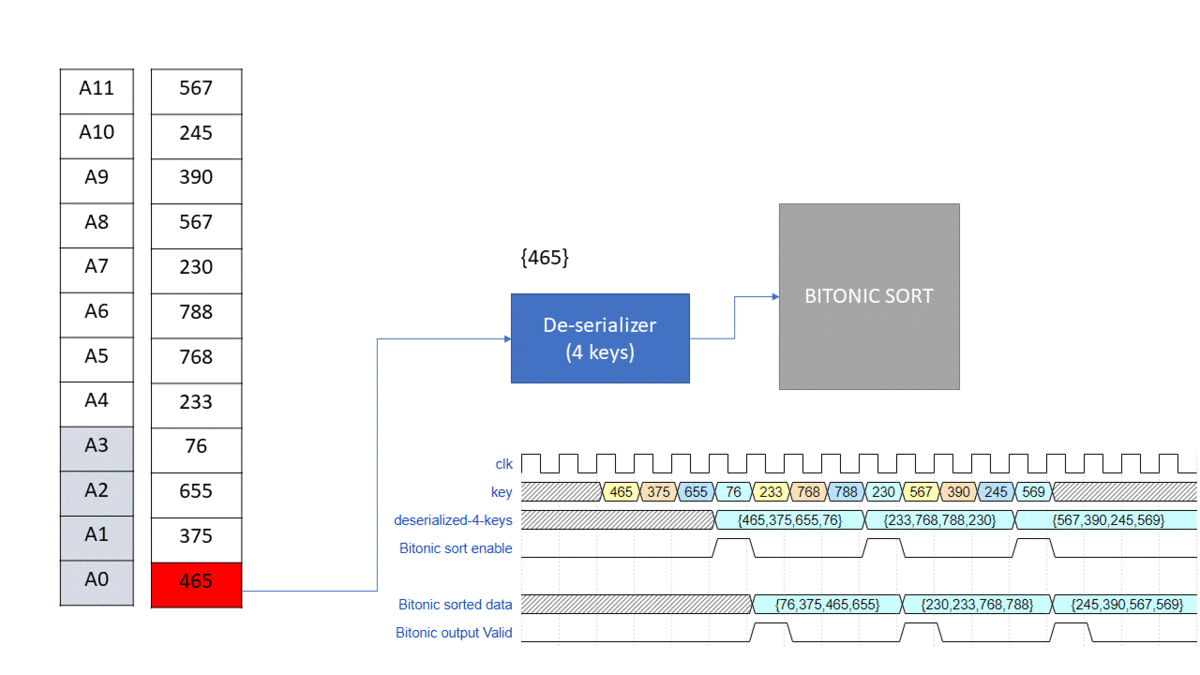 A11 567
A10 245
A9 390
A8 567
A7 230
A6 788
A5 768
A4 233
A3 76
A2 655
A1 375
A0 465
{465}
De-serializer
(4 keys)
BITONIC SORT
clk
key 465 375 655 76 233 768 788 230 567 390 245 569
deserialized-4-keys {465,375,655,76} {233,768,788,230} {567,390,245,569}
Bitonic sort enable
Bitonic sorted data {76,375,465,655} {230,233,768,788} {245,390,567,569}
Bitonic output Valid